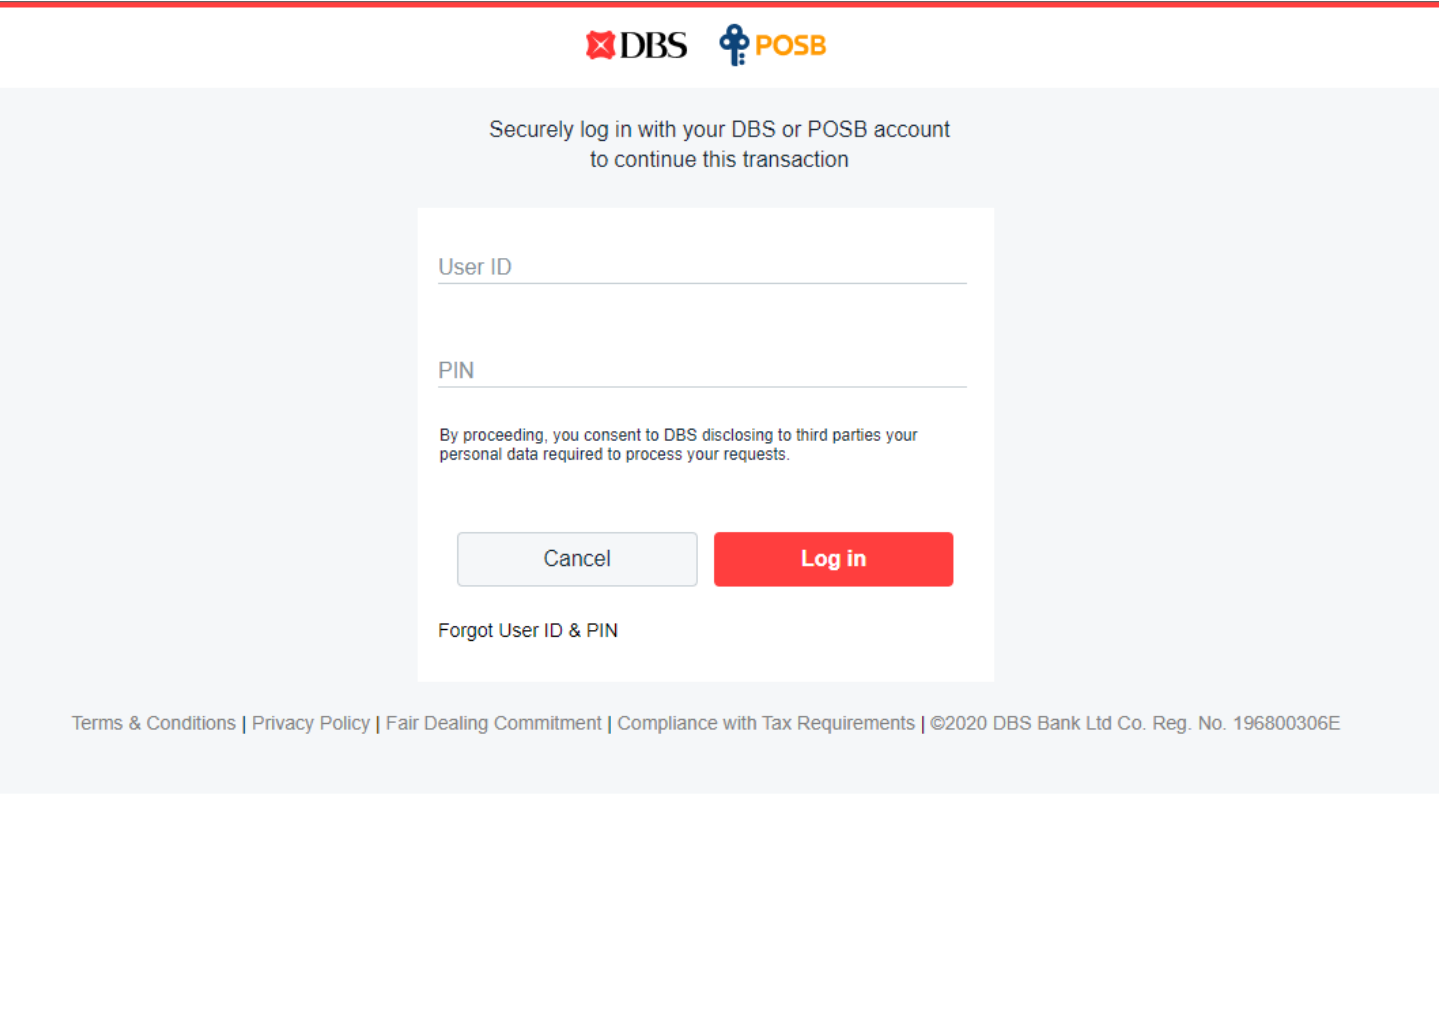 DBS POSB
Securely log in with your DBS or POSB account
to continue this transaction
User ID
PIN
By proceeding, you consent to DBS disclosing to third parties your
personal data required to process your requests.
Cancel Log in
Forgot User ID & PIN
Terms & Conditions | Privacy Policy | Fair Dealing Commitment | Compliance with Tax Requirements | ©2020 DBS Bank Ltd Co. Reg. No. 196800306E